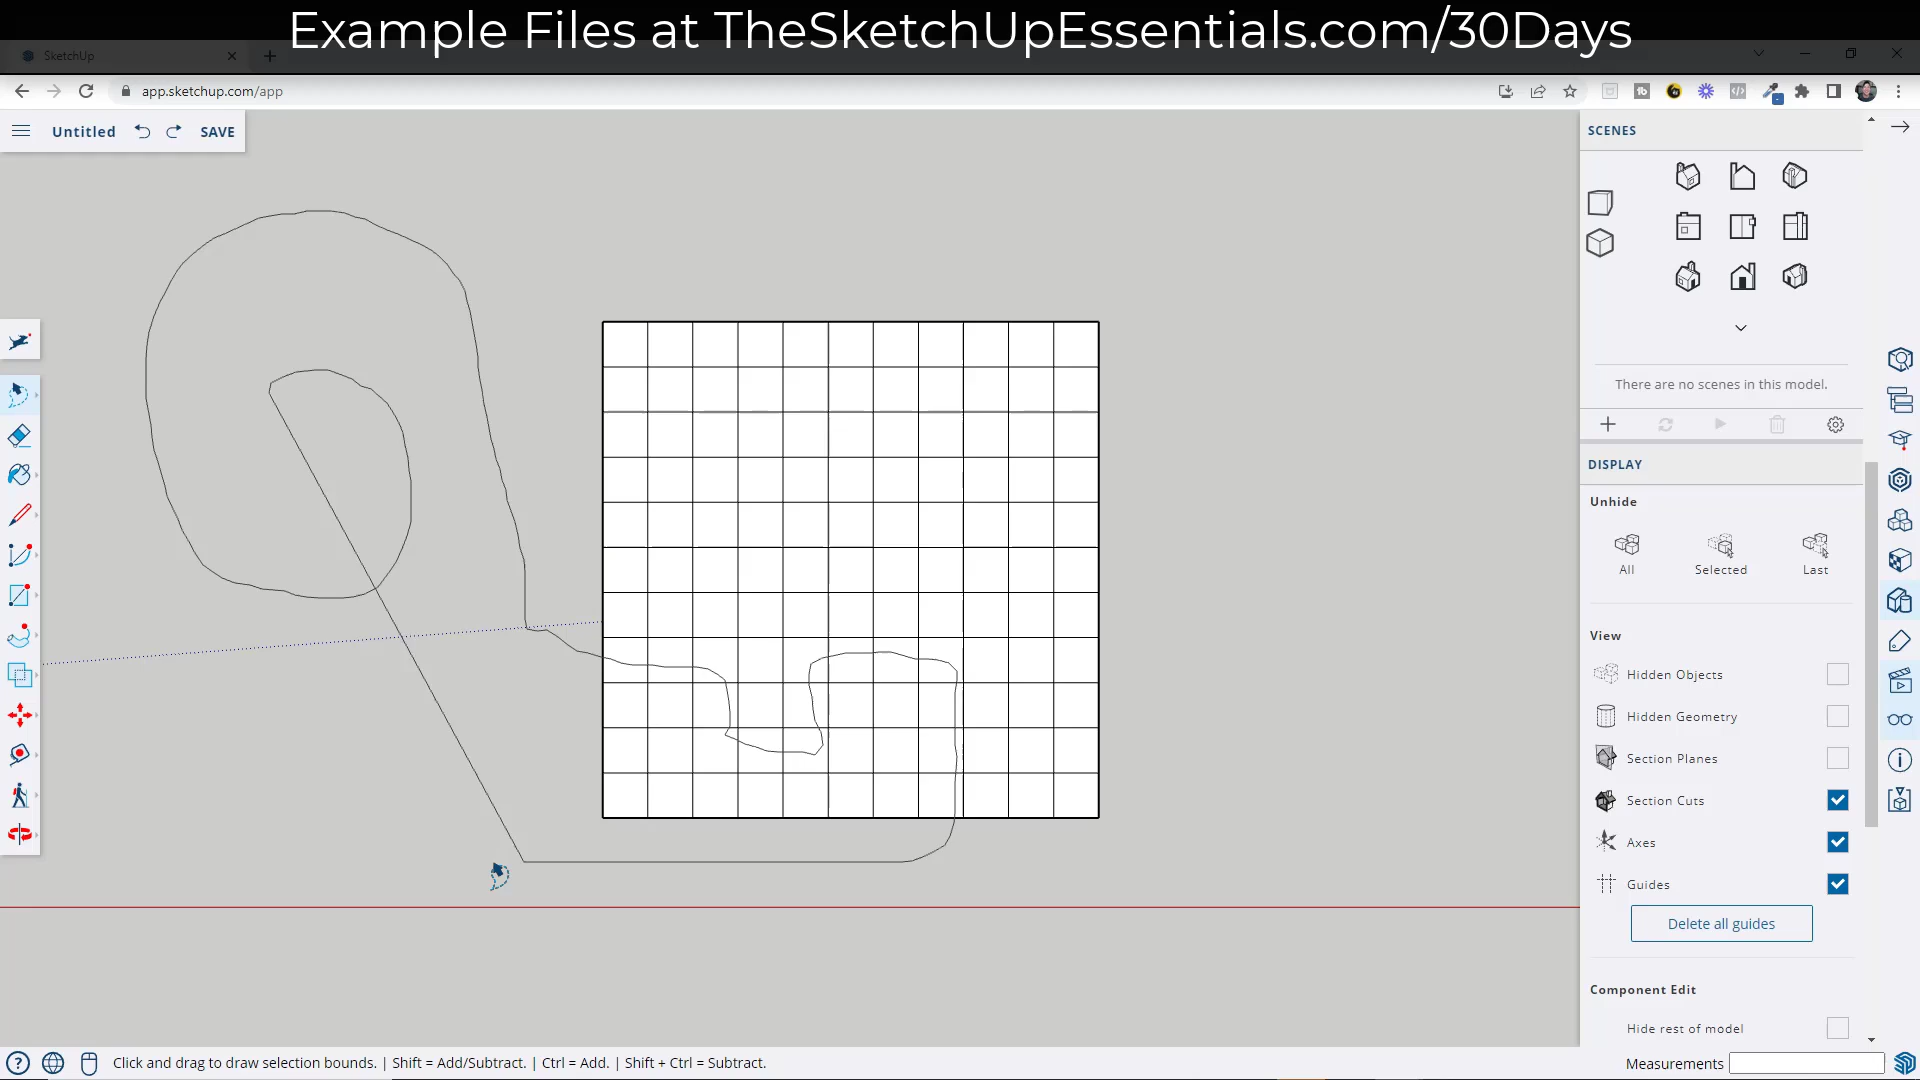 Example Files at TheSketchUpEssentials.com/30Days
SketchUp
app.sketchup.com/app
Untitled
SAVE
SCENES
There are no scenes in this model.
DISPLAY
Unhide
All
Selected
Last
View
Hidden Objects
Hidden Geometry
Section Planes
Section Cuts
Axes
Guides
Delete all guides
Component Edit
Hide rest of model
Click and drag to draw selection bounds. | Shift = Add/Subtract. | Ctrl = Add. | Shift + Ctrl = Subtract.
Measurements